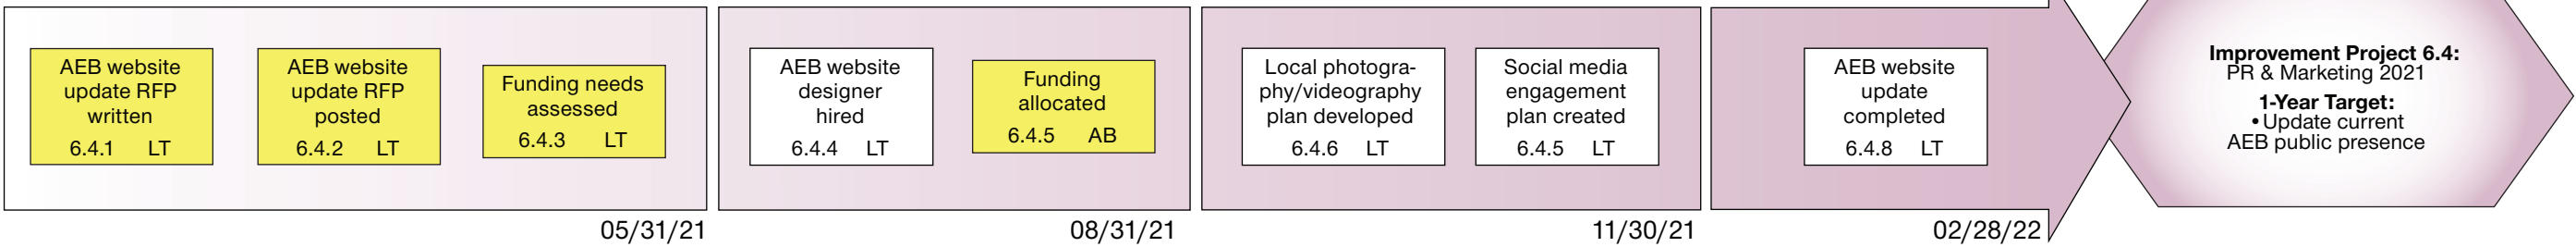 AEB website
update RFP
written
6.4.1 LT
AEB website
update RFP
posted
6.4.2 LT
Funding needs
assessed
6.4.3 LT
05/31/21
AEB website
designer
hired
6.4.4 LT
Funding
allocated
6.4.5 AB
08/31/21
Local photogra-
phy/videography
plan developed
6.4.6 LT
Social media
engagement
plan created
6.4.5 LT
11/30/21
AEB website
update
completed
6.4.8 LT
02/28/22
Improvement Project 6.4:
PR & Marketing 2021
1-Year Target:
• Update current
AEB public presence